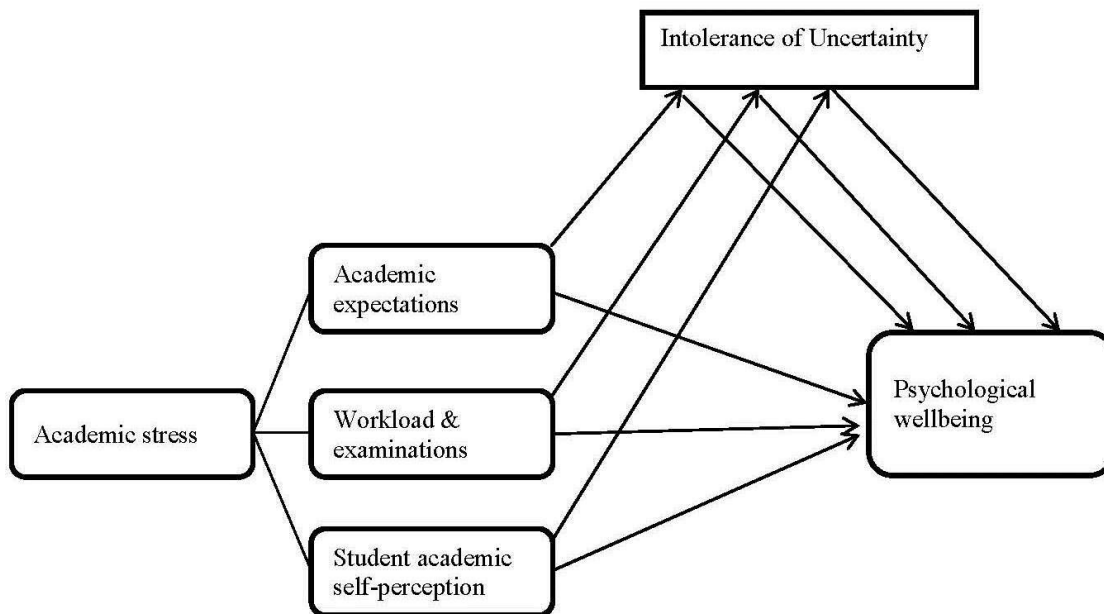 Intolerance of Uncertainty
Academic
expectations
Academic stress
Workload &
examinations
Student academic
self-perception
Psychological
wellbeing